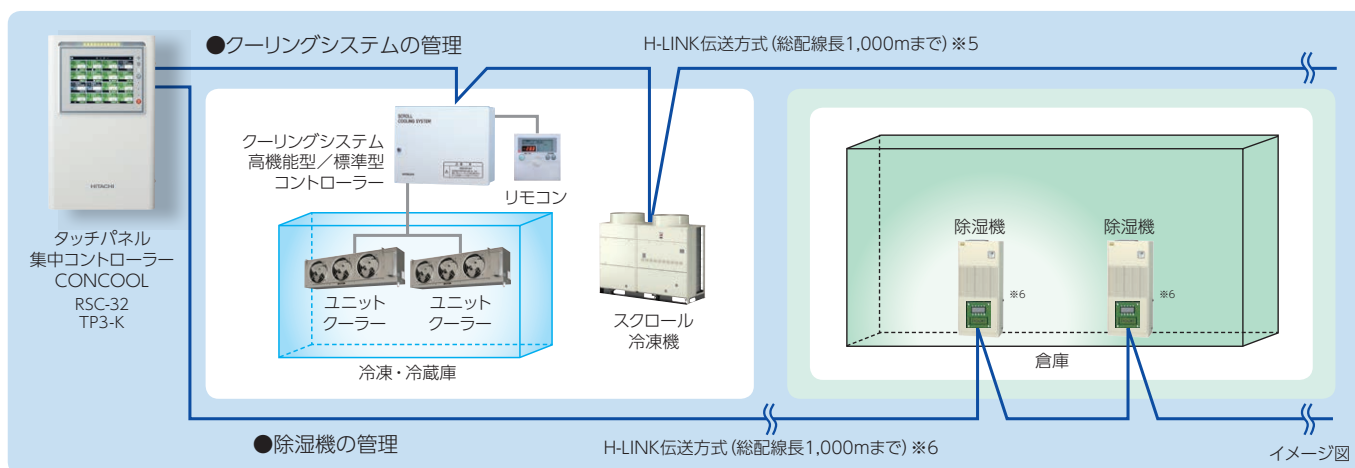 ●クーリングシステムの管理
H-LINK伝送方式(総配線長1,000mまで)※5
SCROLL
COOLING SYSTEM
HITACHI
クーリングシステム
高機能型／標準型
コントローラー
リモコン
タッチパネル
集中コントローラー
CONCOOL
RSC-32
TP3-K
ユニット
クーラー
ユニット
クーラー
冷凍・冷蔵庫
スクロール
冷凍機
除湿機
※6
除湿機
※6
倉庫
●除湿機の管理
H-LINK伝送方式(総配線長1,000mまで)※6
イメージ図